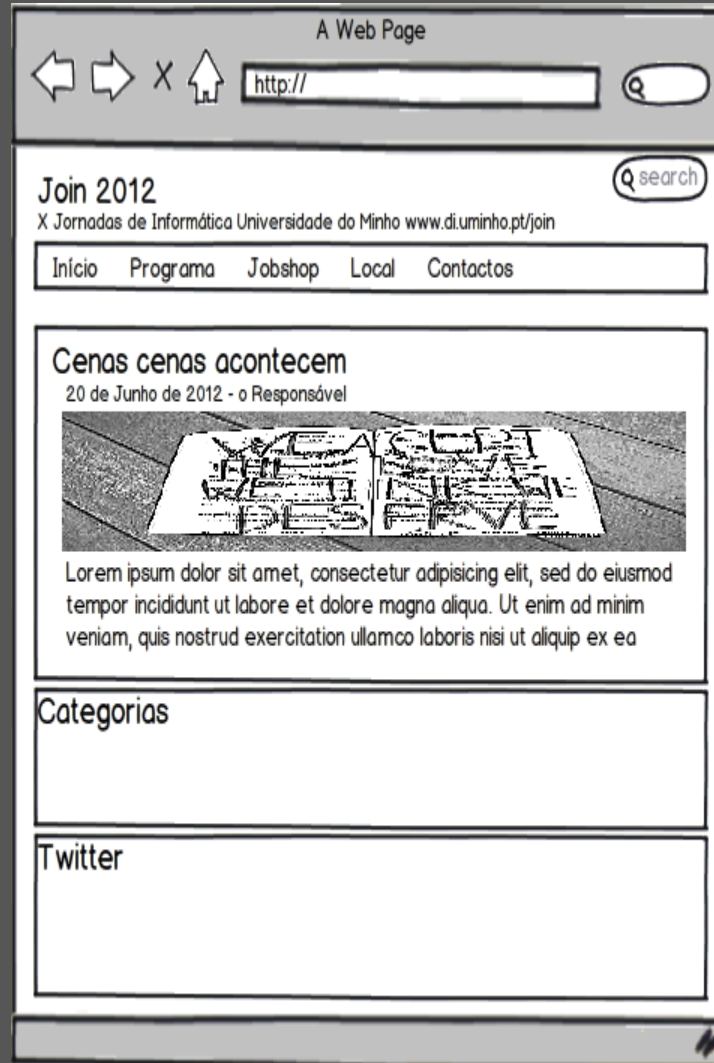 A Web Page
http://
search
Join 2012
X Jornadas de Informática Universidade do Minho www.di.uminho.pt/join
Início Programa Jobshop Local Contactos
Cenas cenas acontecem
20 de Junho de 2012 - o Responsável
Lorem ipsum dolor sit amet, consectetur adipisicing elit, sed do eiusmod
tempor incididunt ut labore et dolore magna aliqua. Ut enim ad minim
veniam, quis nostrud exercitation ullamco laboris nisi ut aliquip ex ea
Categorias
Twitter